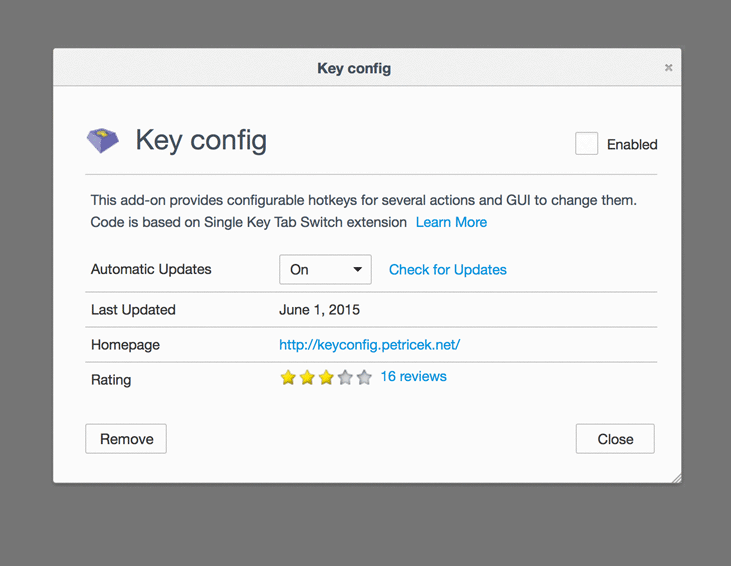 Key config
×
Key config
Enabled
This add-on provides configurable hotkeys for several actions and GUI to change them.
Code is based on Single Key Tab Switch extension Learn More
Automatic Updates On Check for Updates
Last Updated June 1, 2015
Homepage http://keyconfig.petricek.net/
Rating 16 reviews
Remove Close